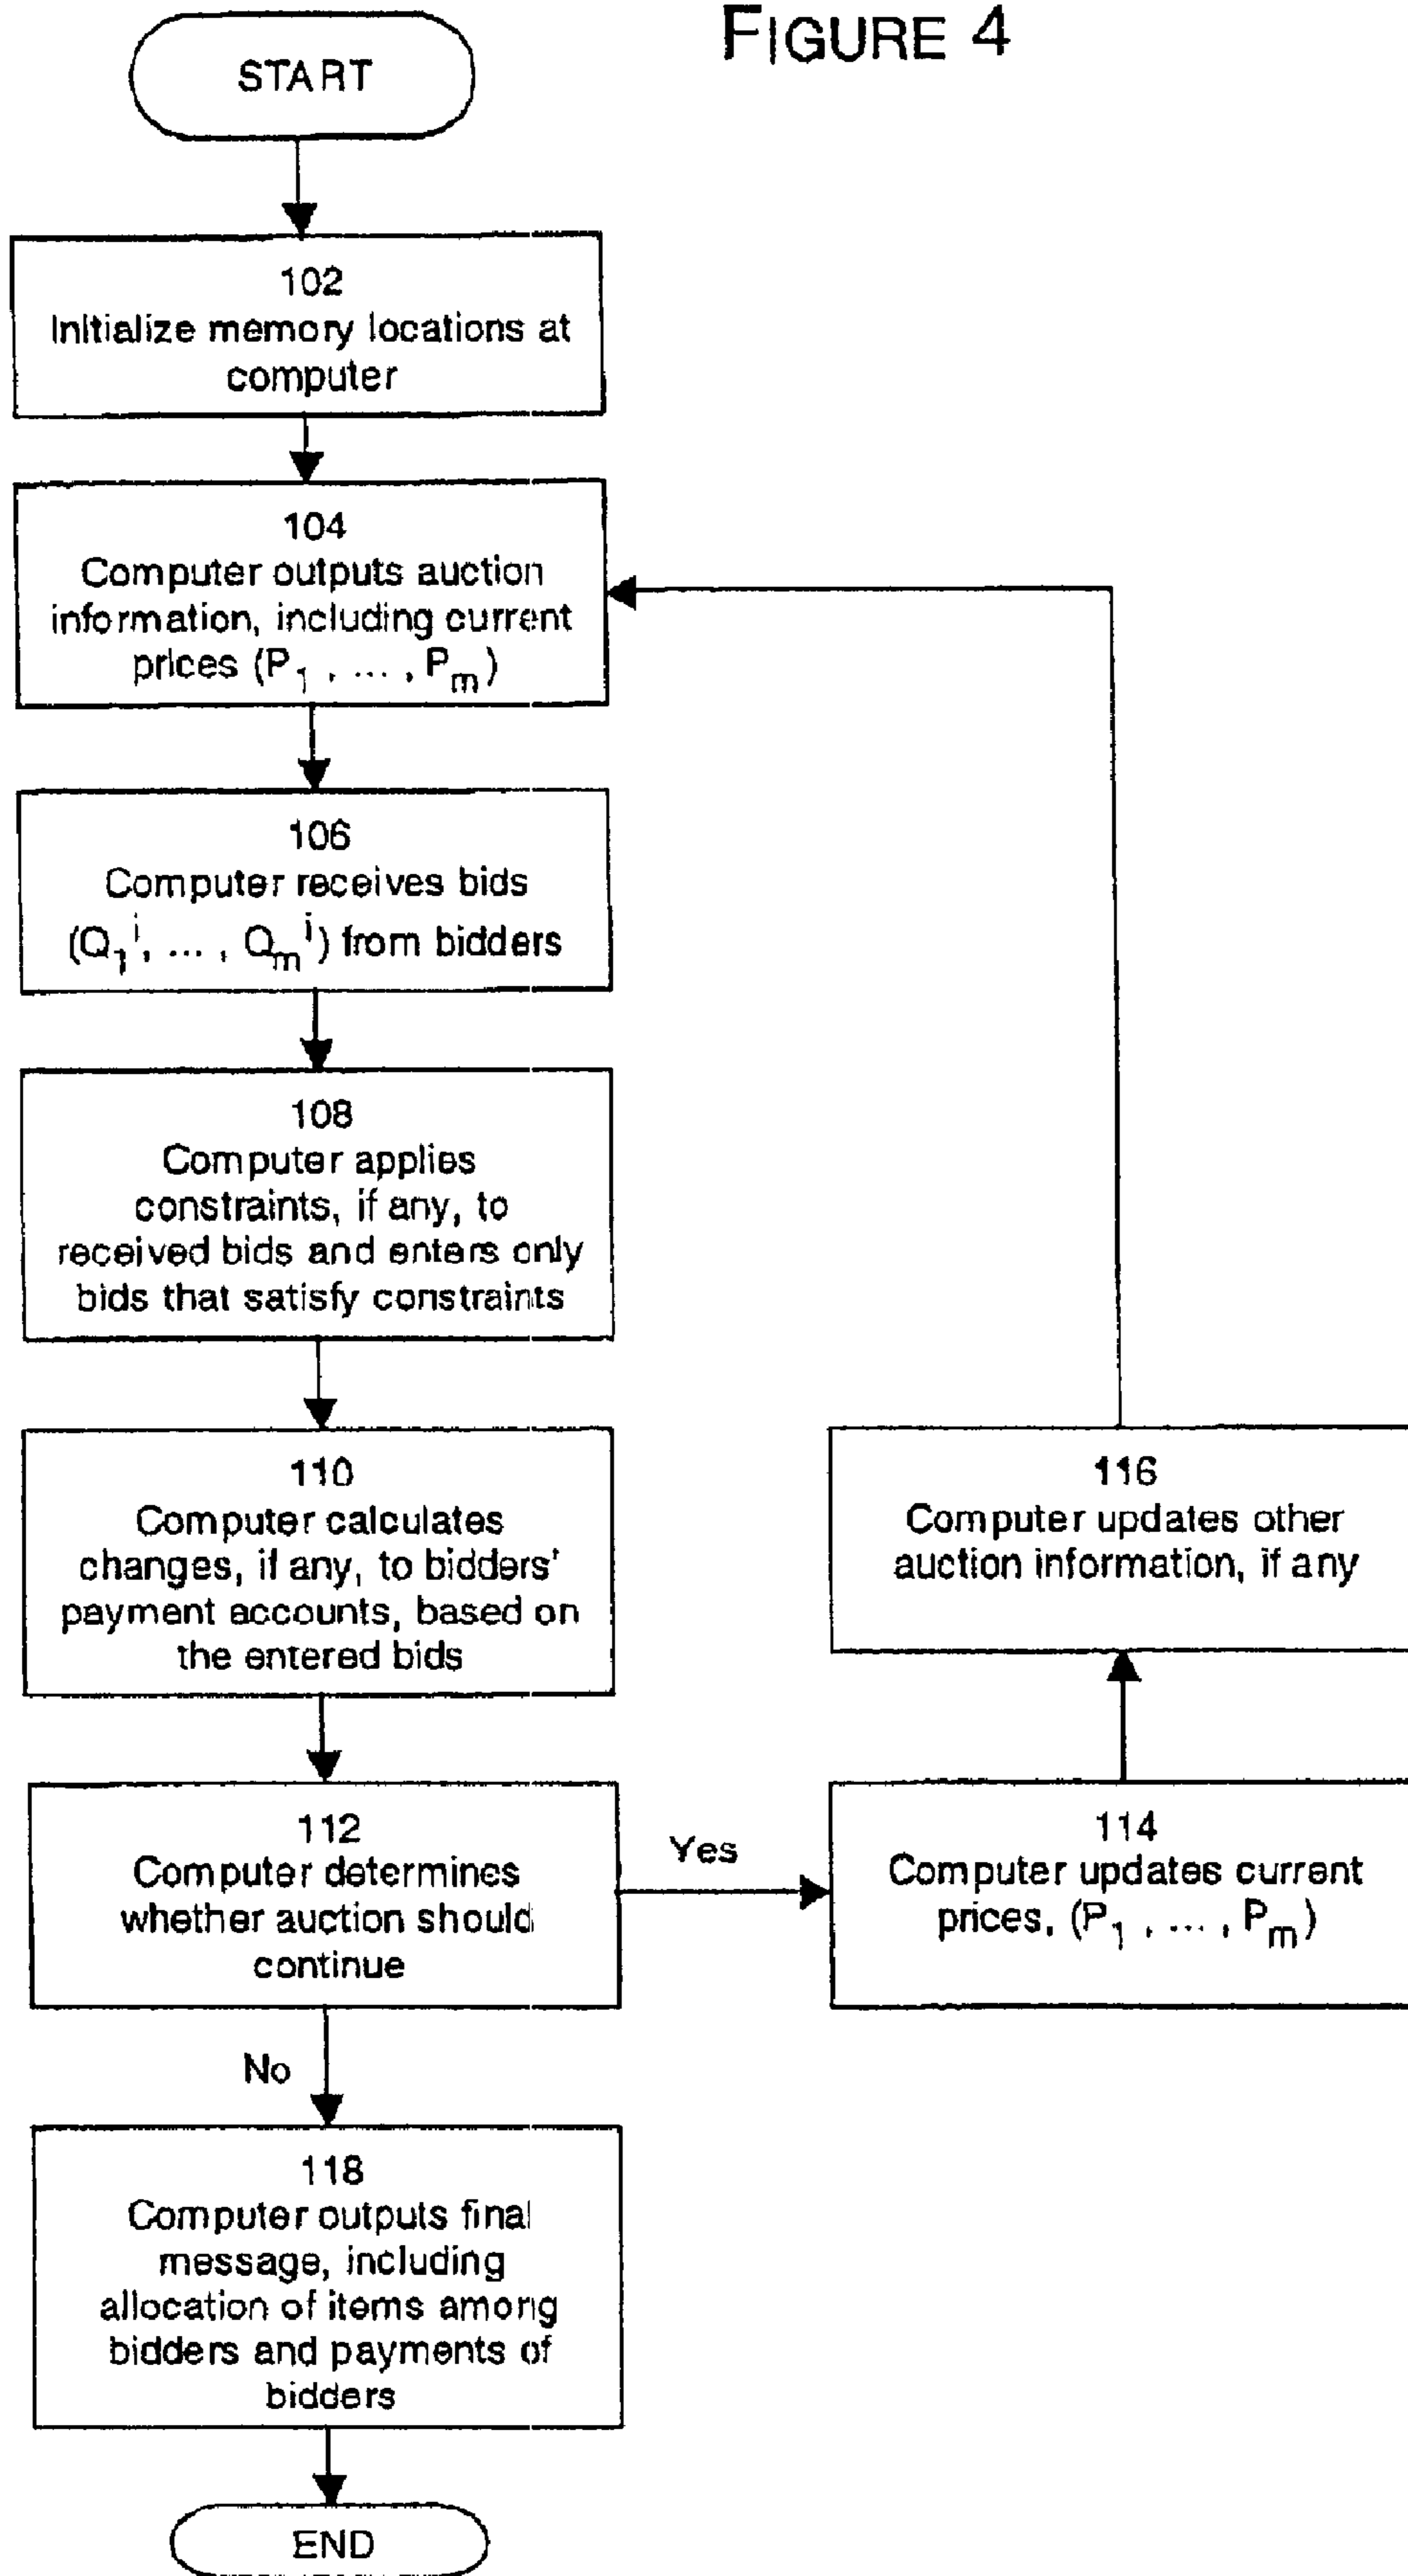 FIGURE 4
START
102
Initialize memory locations at
computer
104
Computer outputs auction
information, including current
prices (P₁ , ... , Pₘ)
106
Computer receives bids
(Q₁ⁱ, ... , Qₘⁱ) from bidders
108
Computer applies
constraints, if any, to
received bids and enters only
bids that satisfy constraints
110
Computer calculates
changes, if any, to bidders'
payment accounts, based on
the entered bids
116
Computer updates other
auction information, if any
112
Computer determines
whether auction should
continue
Yes
114
Computer updates current
prices, (P₁ , ... , Pₘ)
No
118
Computer outputs final
message, including
allocation of items among
bidders and payments of
bidders
END